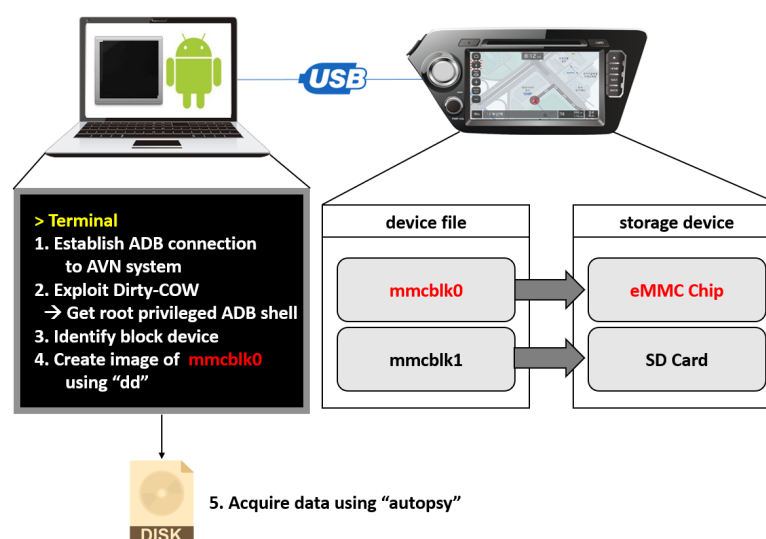 USB
> Terminal
1. Establish ADB connection
to AVN system
2. Exploit Dirty-COW
→ Get root privileged ADB shell
3. Identify block device
4. Create image of mmcblk0
using “dd”
device file
storage device
mmcblk0
eMMC Chip
mmcblk1
SD Card
DISK
5. Acquire data using “autopsy”